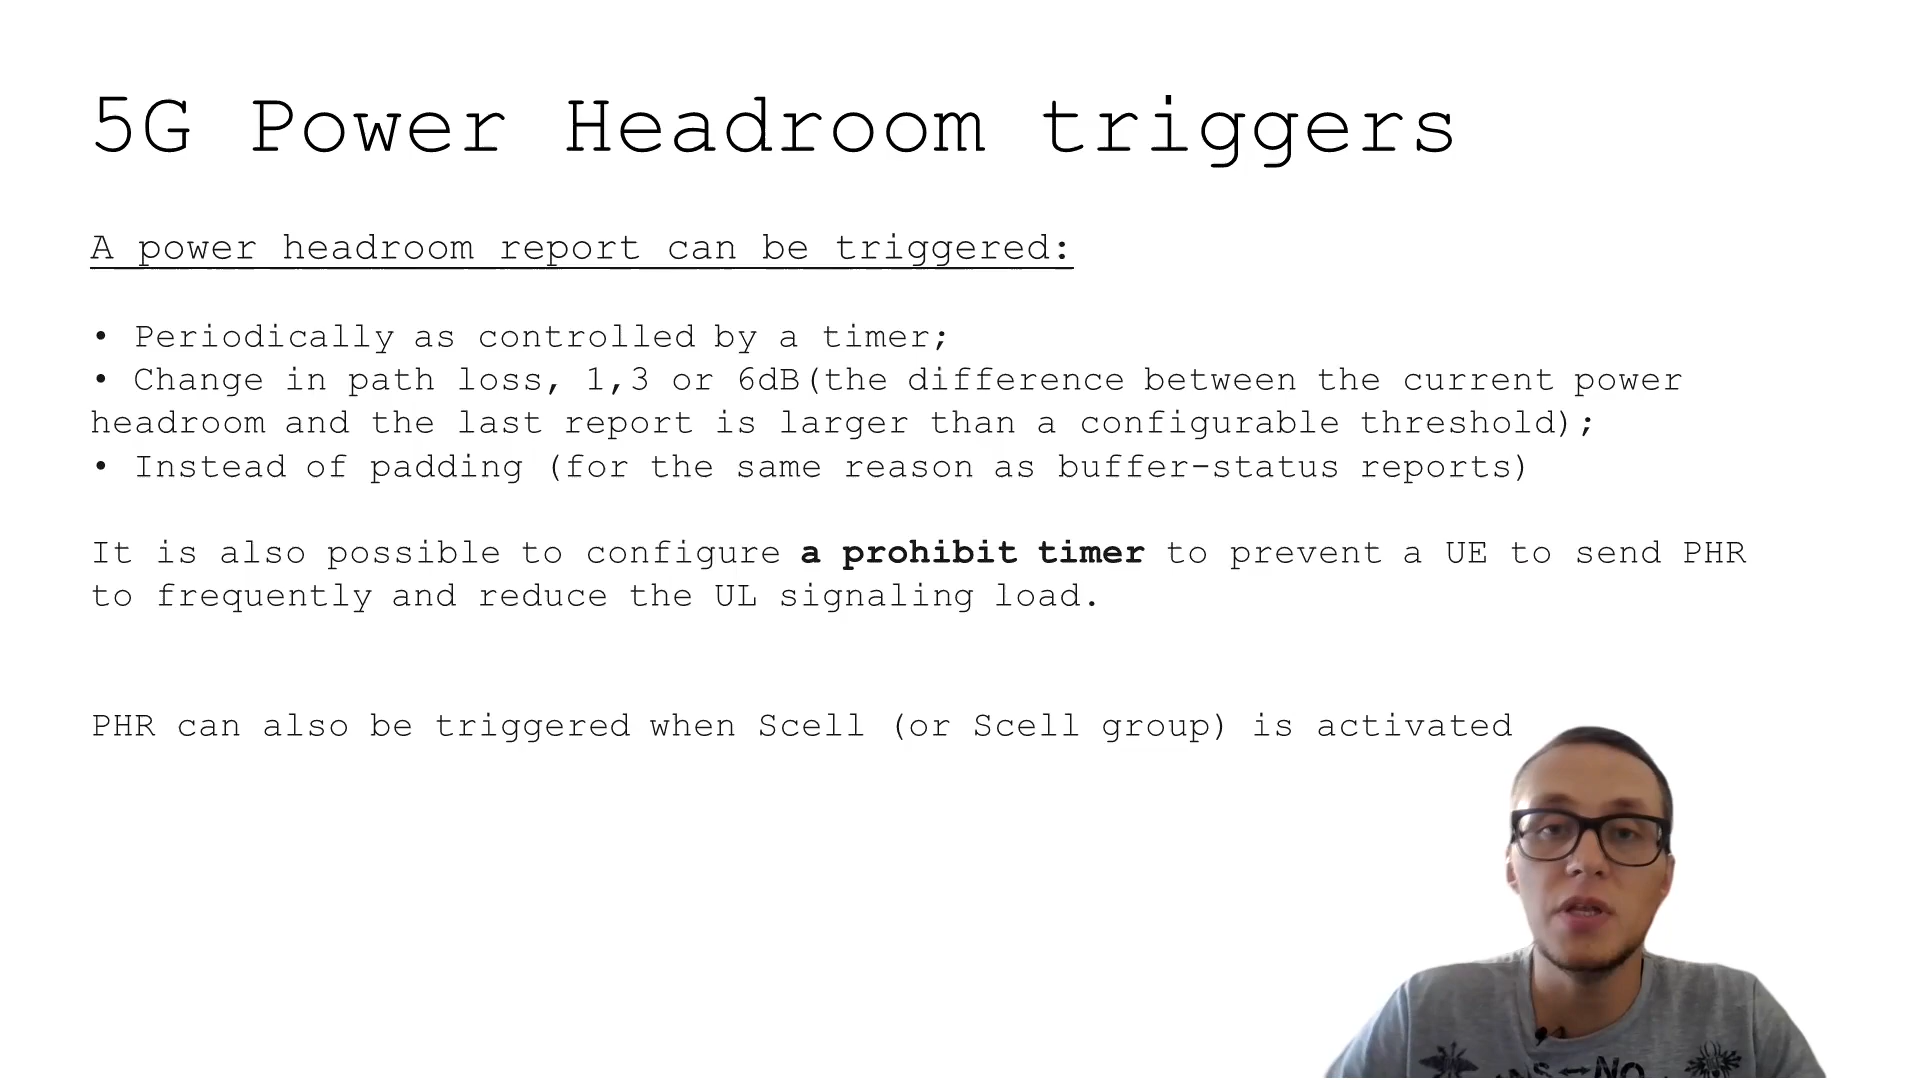 5G Power Headroom triggers
A power headroom report can be triggered:
• Periodically as controlled by a timer;
• Change in path loss, 1,3 or 6dB(the difference between the current power
headroom and the last report is larger than a configurable threshold);
• Instead of padding (for the same reason as buffer-status reports)
It is also possible to configure a prohibit timer to prevent a UE to send PHR
to frequently and reduce the UL signaling load.
PHR can also be triggered when Scell (or Scell group) is activated